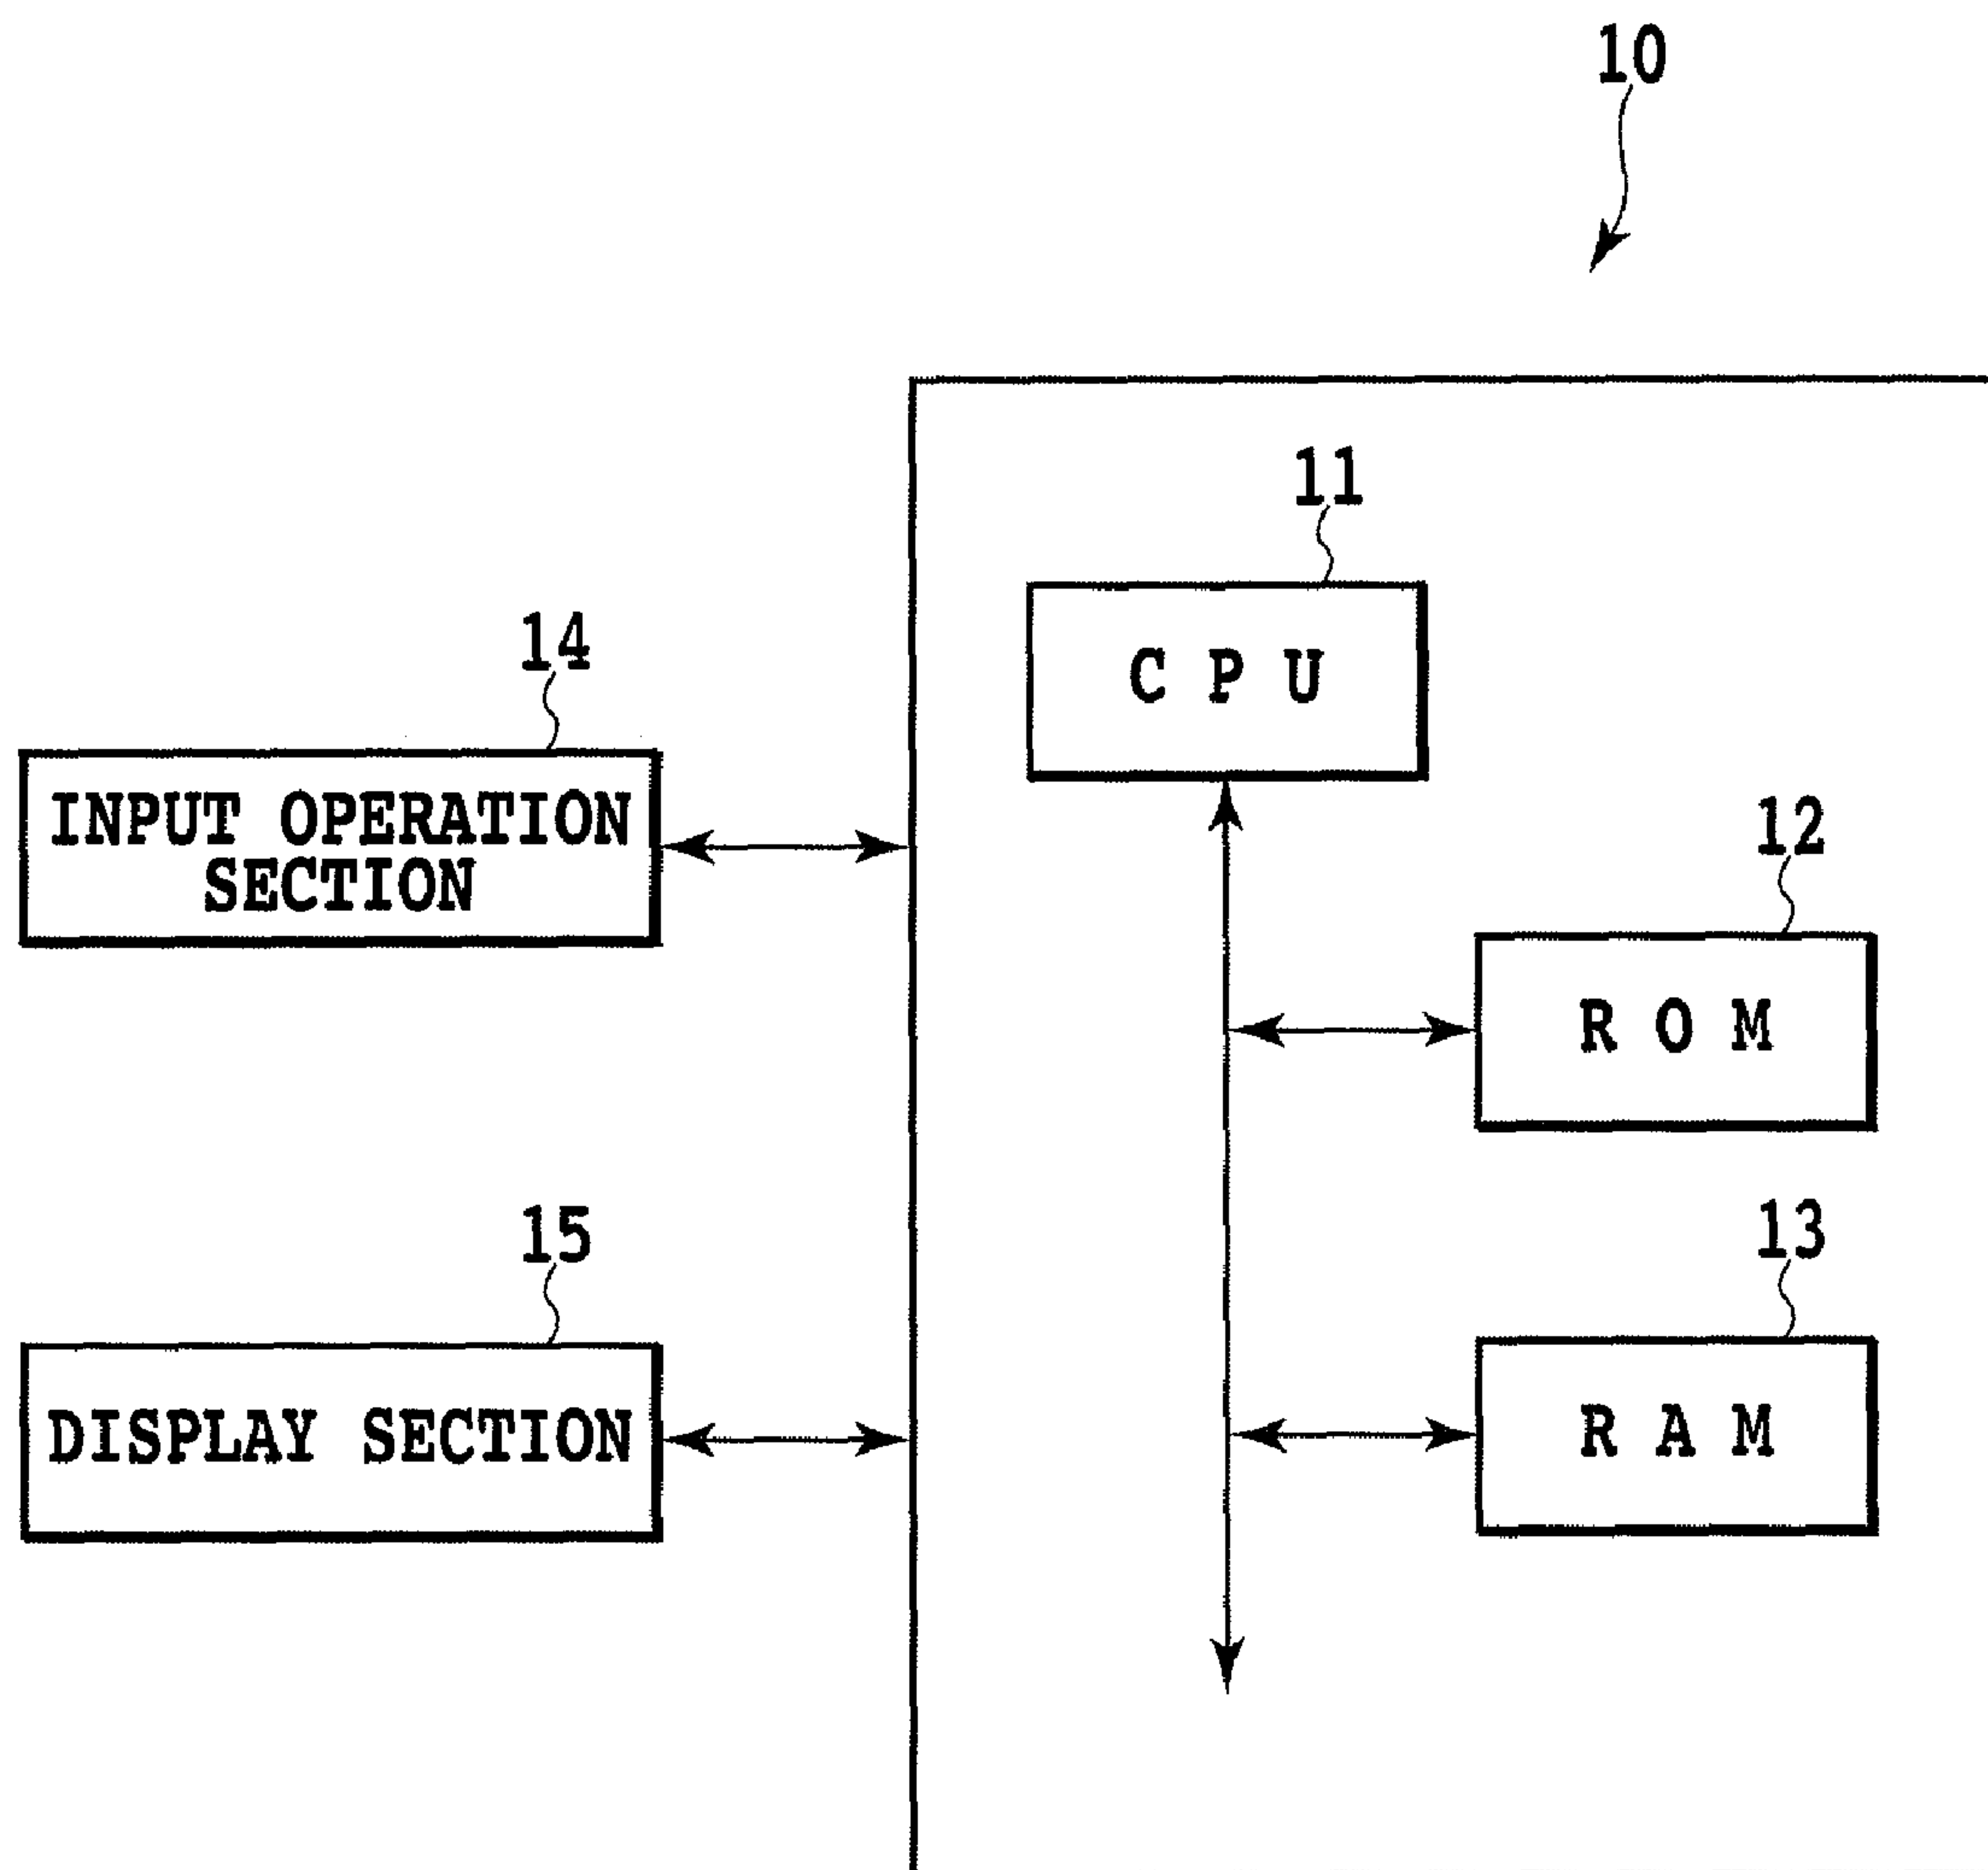 10
11
C P U
14
INPUT OPERATION
SECTION
12
R O M
15
DISPLAY SECTION
13
R A M